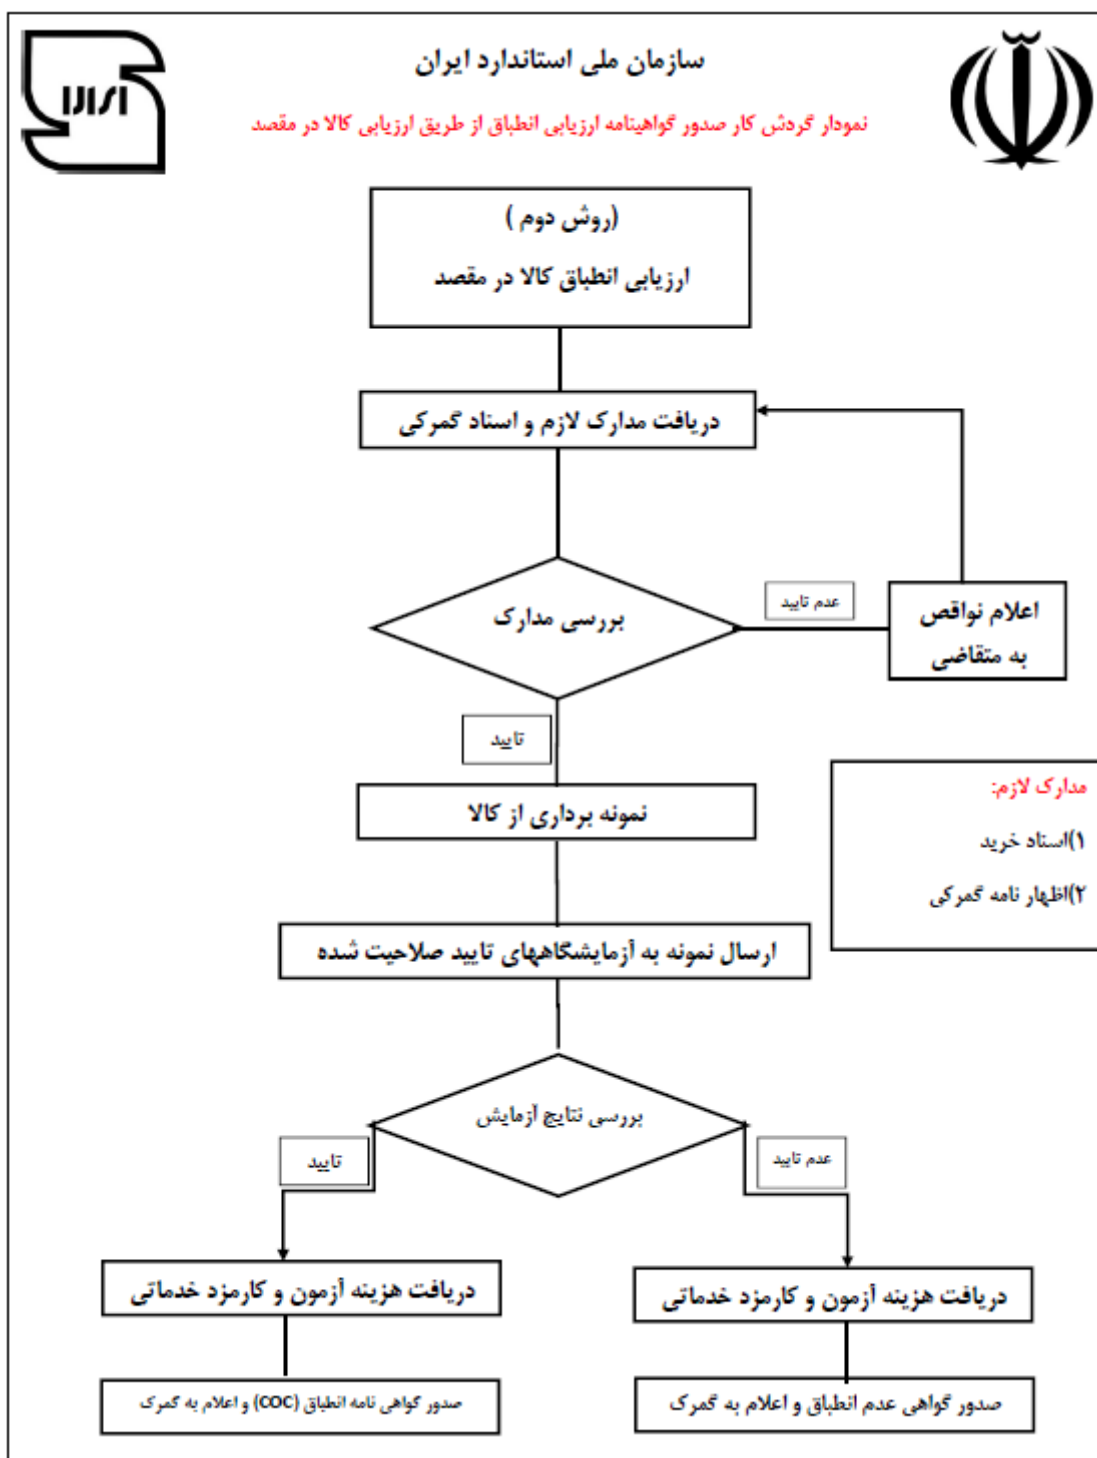 سازمان ملی استاندارد ایران
نمودار گردش کار صدور گواهینامه ارزیابی انطباق از طریق ارزیابی کالا در مقصد
(روش دوم )
ارزیابی انطباق کالا در مقصد
دریافت مدارک لازم و اسناد گمرکی
بررسی مدارک
عدم تایید
اعلام نواقص
به متقاضی
تایید
نمونه برداری از کالا
مدارک لازم:
۱)اسناد خرید
۲)اظهار نامه گمرکی
ارسال نمونه به آزمایشگاههای تایید صلاحیت شده
بررسی نتایج آزمایش
عدم تایید
تایید
دریافت هزینه آزمون و کارمزد خدماتی
دریافت هزینه آزمون و کارمزد خدماتی
صدور گواهی عدم انطباق و اعلام به گمرک
صدور گواهی نامه انطباق (COC) و اعلام به گمرک